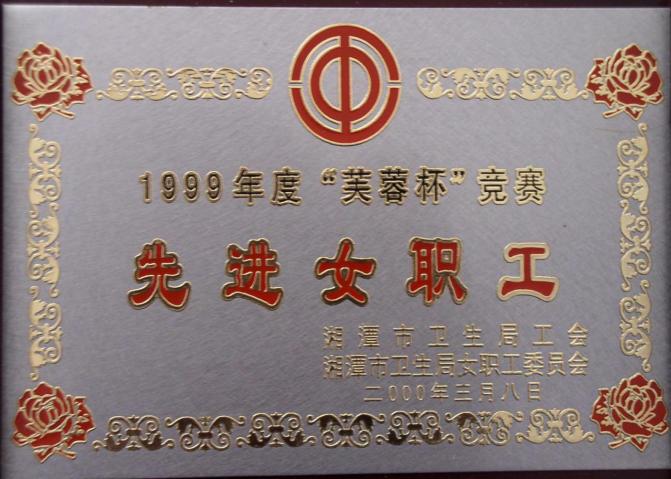 1999年度“芙蓉杯”竞赛
先进女职工
湘潭市卫生局工会
湘潭市卫生局女职工委员会
二000年三月八日